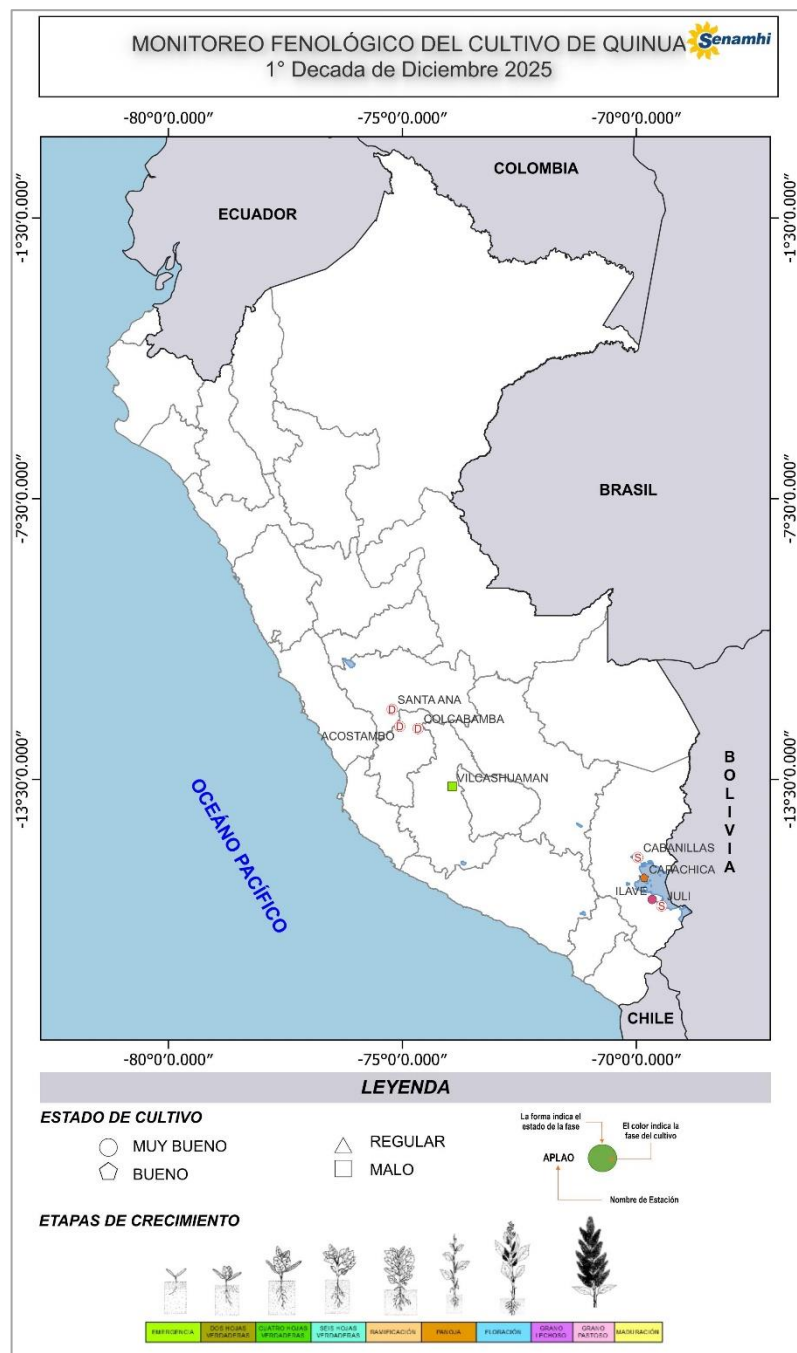 MONITOREO FENOLÓGICO DEL CULTIVO DE QUINUA
Senamhi
1° Decada de Diciembre 2025
-80°0'0.000"
-75°0'0.000"
-70°0'0.000"
COLOMBIA
ECUADOR
-1°30'0.000"
-1°30'0.000"
-7°30'0.000"
BRASIL
-7°30'0.000"
SANTA ANA
D
ACOSTAMBO
D
D
COLCABAMBA
-13°30'0.000"
VILCASHUAMAN
-13°30'0.000"
BOLIVIA
OCEÁNO PACÍFICO
CABANILLAS
S
CAPACHICA
ILAVE
JULI
S
CHILE
-80°0'0.000"
-75°0'0.000"
-70°0'0.000"
LEYENDA
ESTADO DE CULTIVO
MUY BUENO
REGULAR
BUENO
MALO
La forma indica el
estado de la fase
El color indica la
fase del cultivo
APLAO
Nombre de Estación
ETAPAS DE CRECIMIENTO
EMERGENCIA
DOS HOJAS
VERDADERAS
CUATRO HOJAS
VERDADERAS
SEIS HOJAS
VERDADERAS
RAMIFICACIÓN
PANOJA
FLORACIÓN
GRANO
LECHOSO
GRANO
PASTOSO
MADURACIÓN